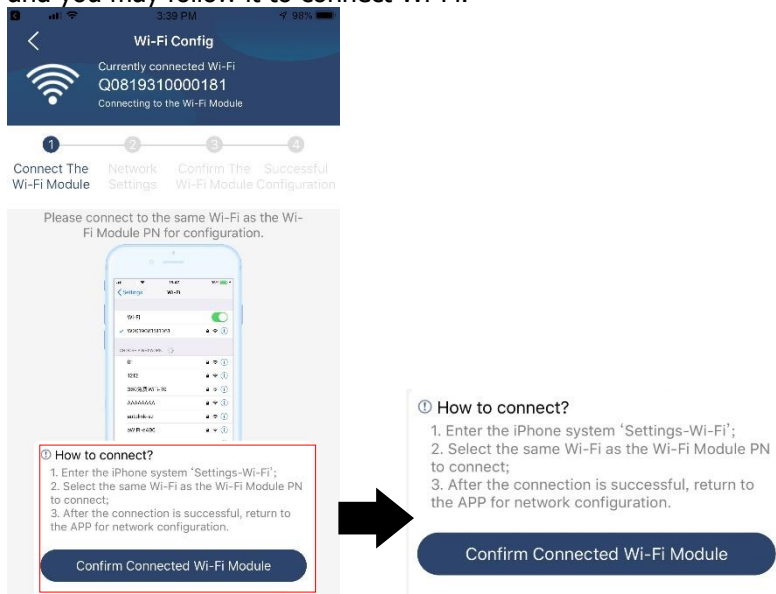 and you may follow it to connect Wi-Fi.
3:39 PM
98%
Wi-Fi Config
Currently connected Wi-Fi
Q0819310000181
Connecting to the Wi-Fi Module
1
2
3
4
Connect The
Wi-Fi Module
Network
Settings
Confirm The
Wi-Fi Module
Successful
Configuration
Please connect to the same Wi-Fi as the Wi-
Fi Module PN for configuration.
Settings
Wi-Fi
Wi-Fi
AAAAAAAA
How to connect?
1. Enter the iPhone system ‘Settings-Wi-Fi’;
2. Select the same Wi-Fi as the Wi-Fi Module PN
to connect;
3. After the connection is successful, return to
the APP for network configuration.
Confirm Connected Wi-Fi Module
How to connect?
1. Enter the iPhone system ‘Settings-Wi-Fi’;
2. Select the same Wi-Fi as the Wi-Fi Module PN
to connect;
3. After the connection is successful, return to
the APP for network configuration.
Confirm Connected Wi-Fi Module